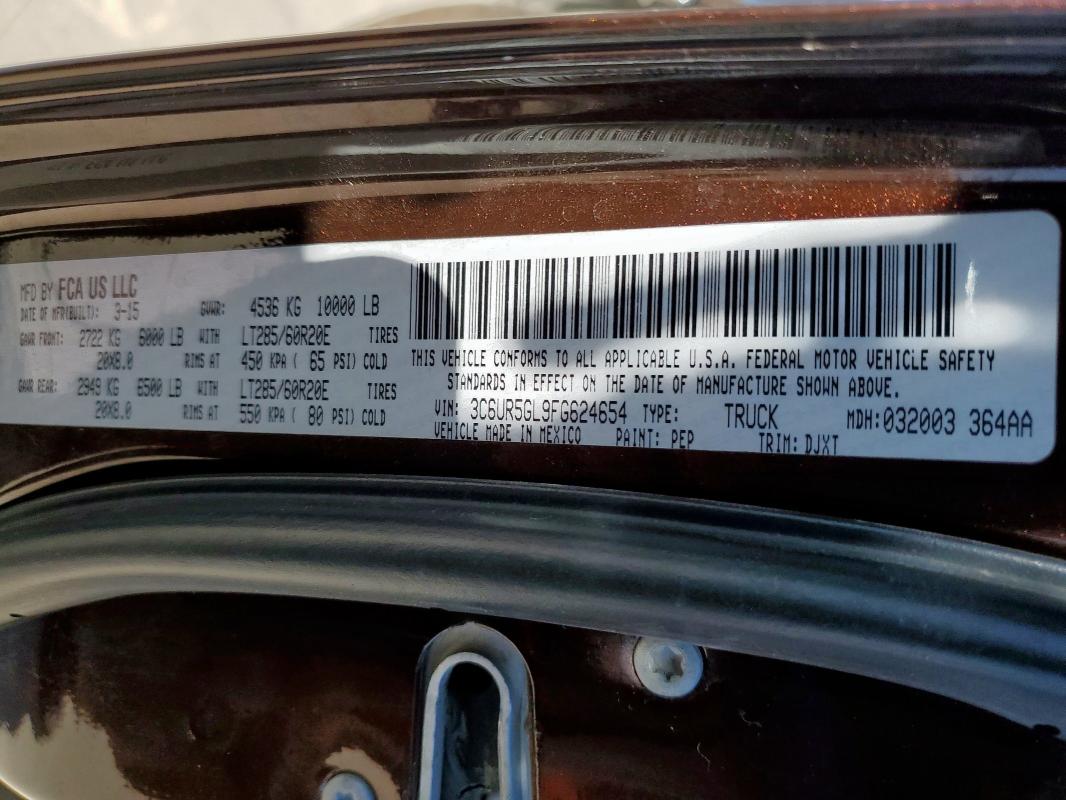 MFD BY FCA US LLC
DATE OF MFR(BUILT): 3-15 GVWR: 4536 KG 10000 LB
GAWR FRONT: 2722 KG 6000 LB WITH LT285/60R20E TIRES
20X8.0 RIMS AT 450 KPA ( 65 PSI) COLD
GAWR REAR: 2949 KG 6500 LB WITH LT285/60R20E TIRES
20X8.0 RIMS AT 550 KPA ( 80 PSI) COLD
THIS VEHICLE CONFORMS TO ALL APPLICABLE U.S.A. FEDERAL MOTOR VEHICLE SAFETY
STANDARDS IN EFFECT ON THE DATE OF MANUFACTURE SHOWN ABOVE.
VIN: 3C6UR5GL9FG624654 TYPE: TRUCK MDH:032003 364AA
VEHICLE MADE IN MEXICO PAINT: PEP TRIM: DJXT